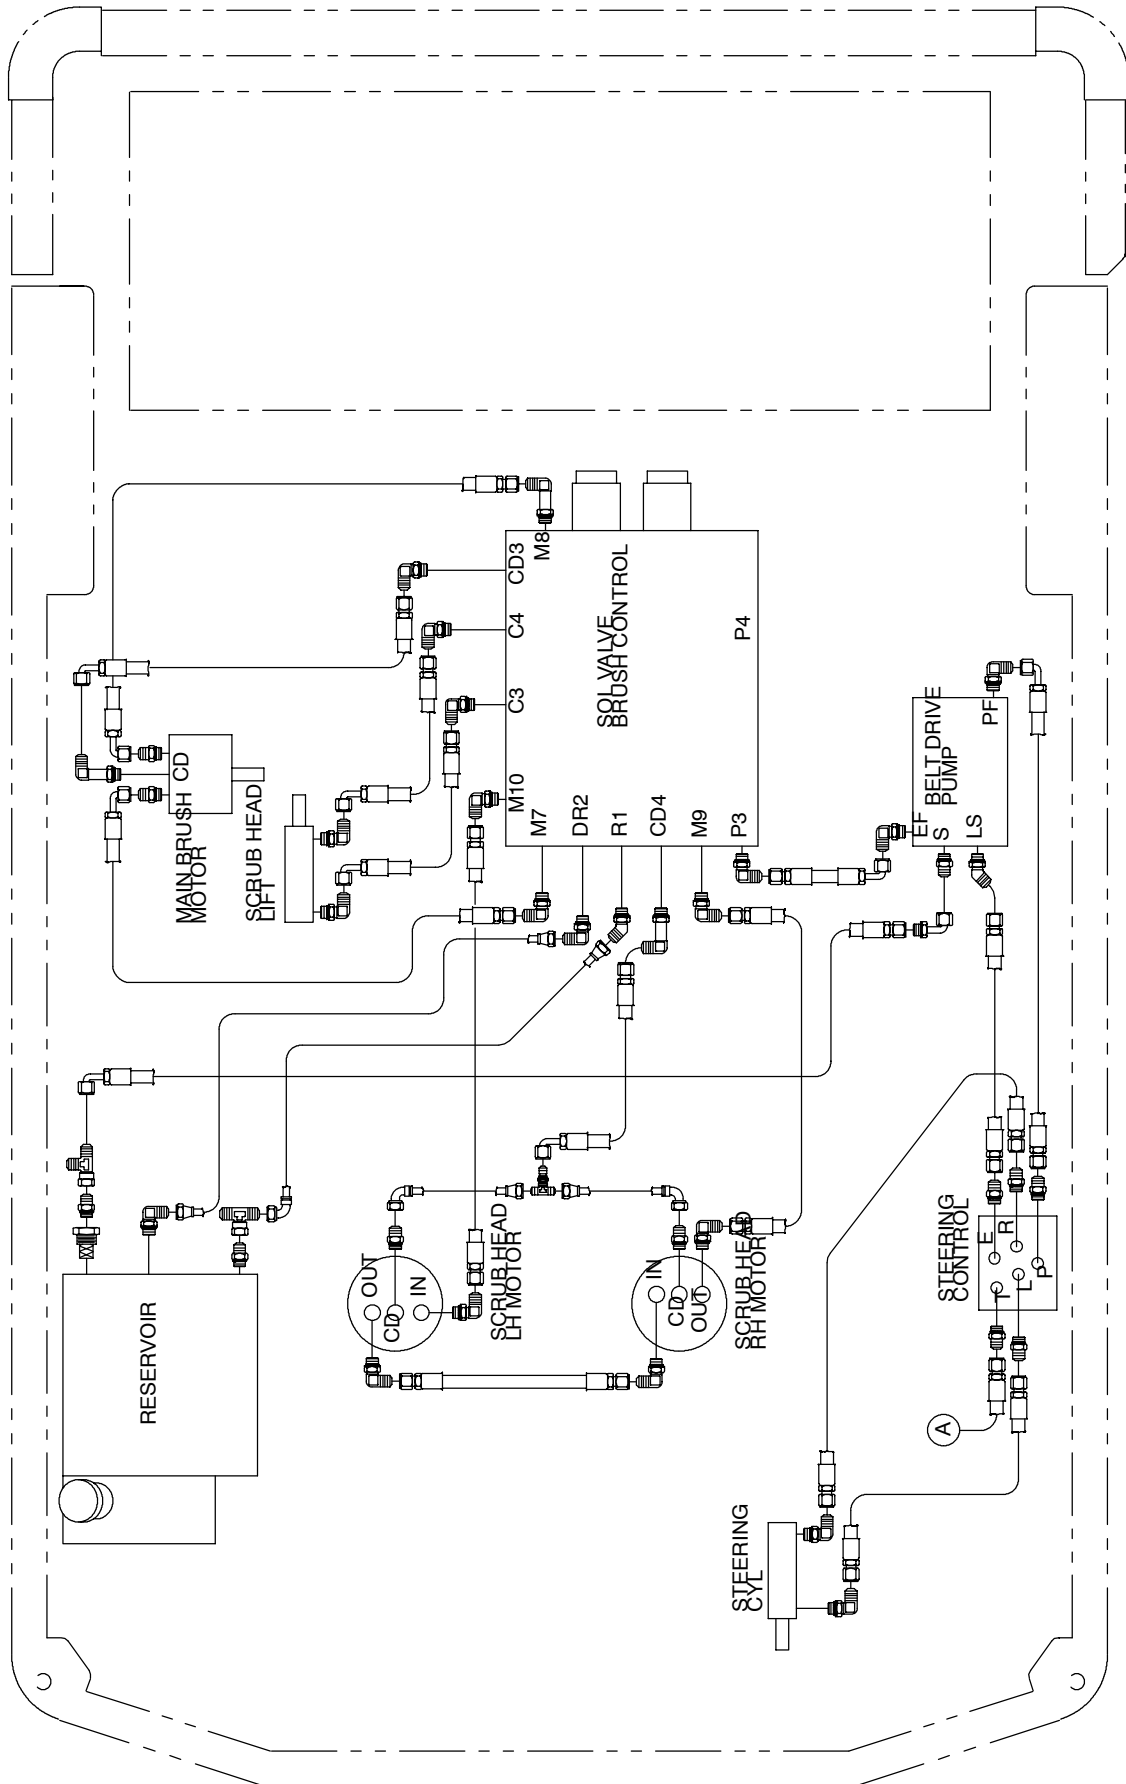 M8
CD3
C4
C3
M10
SOL VALVE
BRUSH CONTROL
P4
M7
DR2
R1
CD4
M9
P3
CD
MAIN BRUSH
MOTOR
SCRUB HEAD
LIFT
PF
BELT DRIVE
PUMP
EF
S
LS
RESERVOIR
OUT
CD
IN
SCRUB HEAD
LH MOTOR
IN
CD
OUT
SCRUB HEAD
RH MOTOR
STEERING
CONTROL
E
R
T
L
P
A
STEERING
CYL